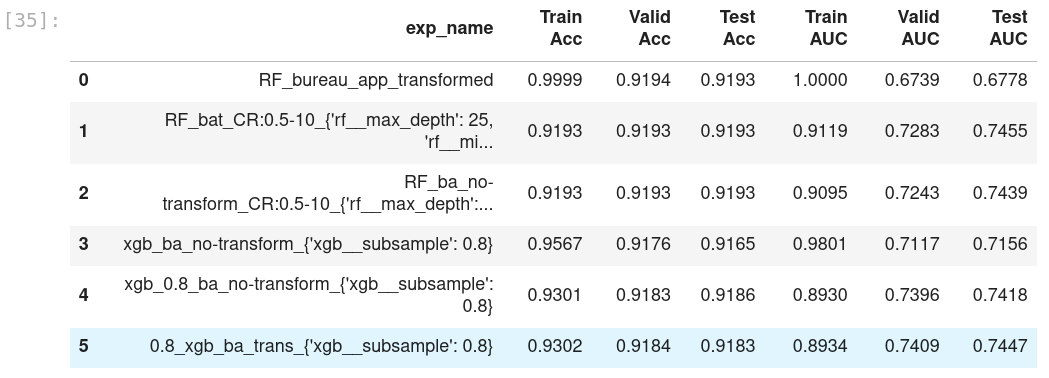 [35]:
exp_name Train Acc Valid Acc Test Acc Train AUC Valid AUC Test AUC
0 RF_bureau_app_transformed 0.9999 0.9194 0.9193 1.0000 0.6739 0.6778
1 RF_bat_CR:0.5-10_{'rf__max_depth': 25, 'rf__mi... 0.9193 0.9193 0.9193 0.9119 0.7283 0.7455
2 RF_ba_no-transform_CR:0.5-10_{'rf__max_depth':... 0.9193 0.9193 0.9193 0.9095 0.7243 0.7439
3 xgb_ba_no-transform_{'xgb__subsample': 0.8} 0.9567 0.9176 0.9165 0.9801 0.7117 0.7156
4 xgb_0.8_ba_no-transform_{'xgb__subsample': 0.8} 0.9301 0.9183 0.9186 0.8930 0.7396 0.7418
5 0.8_xgb_ba_trans_{'xgb__subsample': 0.8} 0.9302 0.9184 0.9183 0.8934 0.7409 0.7447